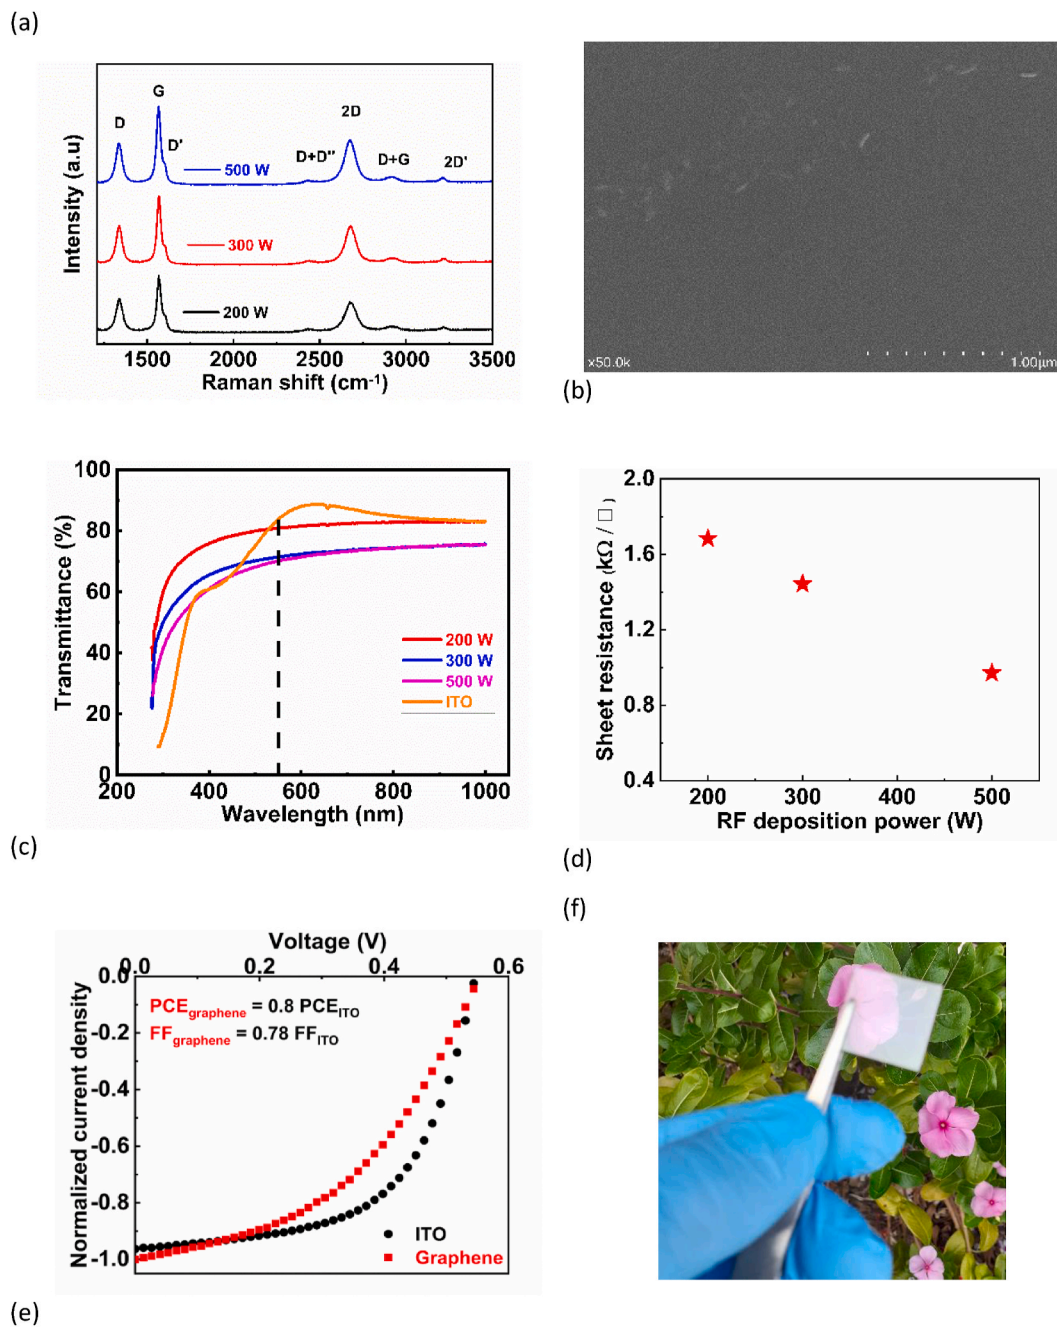 (a)
G
D
D'
2D
D+D''
D+G
2D'
500 W
300 W
200 W
Intensity (a.u)
1500 2000 2500 3000 3500
Raman shift (cm⁻¹)
×50.0k
1.00μm
(b)
100
80
60
40
20
0
Transmittance (%)
200 W
300 W
500 W
ITO
200 400 600 800 1000
Wavelength (nm)
(c)
2.0
1.6
1.2
0.8
0.4
Sheet resistance (kΩ / □ )
200 300 400 500
RF deposition power (W)
(d)
(f)
Voltage (V)
0.0 0.2 0.4 0.6
0.0
-0.2
-0.4
-0.6
-0.8
-1.0
Normalized current density
PCEgraphene = 0.8 PCEITO
FFgraphene = 0.78 FFITO
ITO
Graphene
(e)